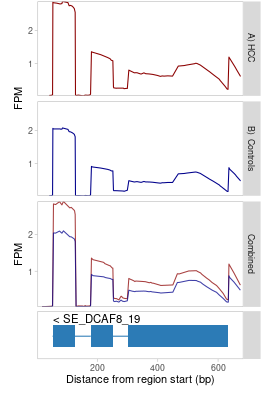 2
1
A) HCC
FPM
2
1
B) Controls
2
1
Combined
FPM
< SE_DCAF8_19
200
400
600
Distance from region start (bp)